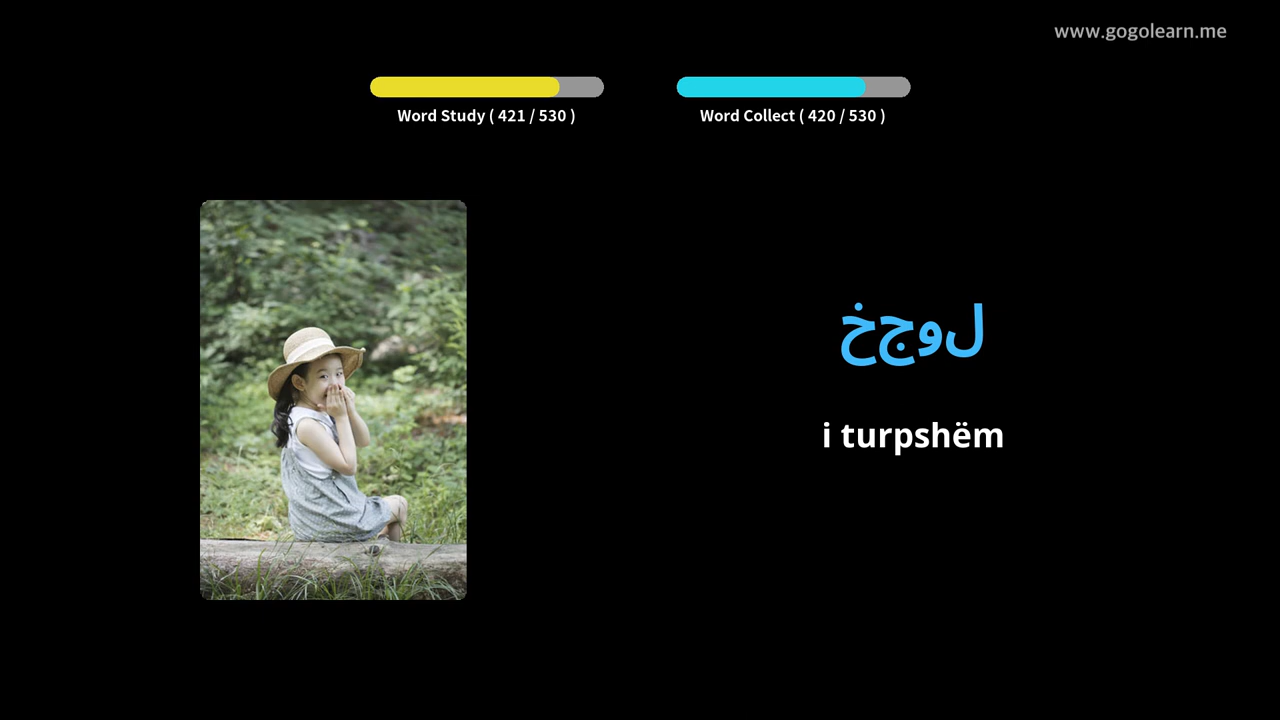 www.gogolearn.me
Word Study ( 421 / 530 )
Word Collect ( 420 / 530 )
خجول
i turpshëm